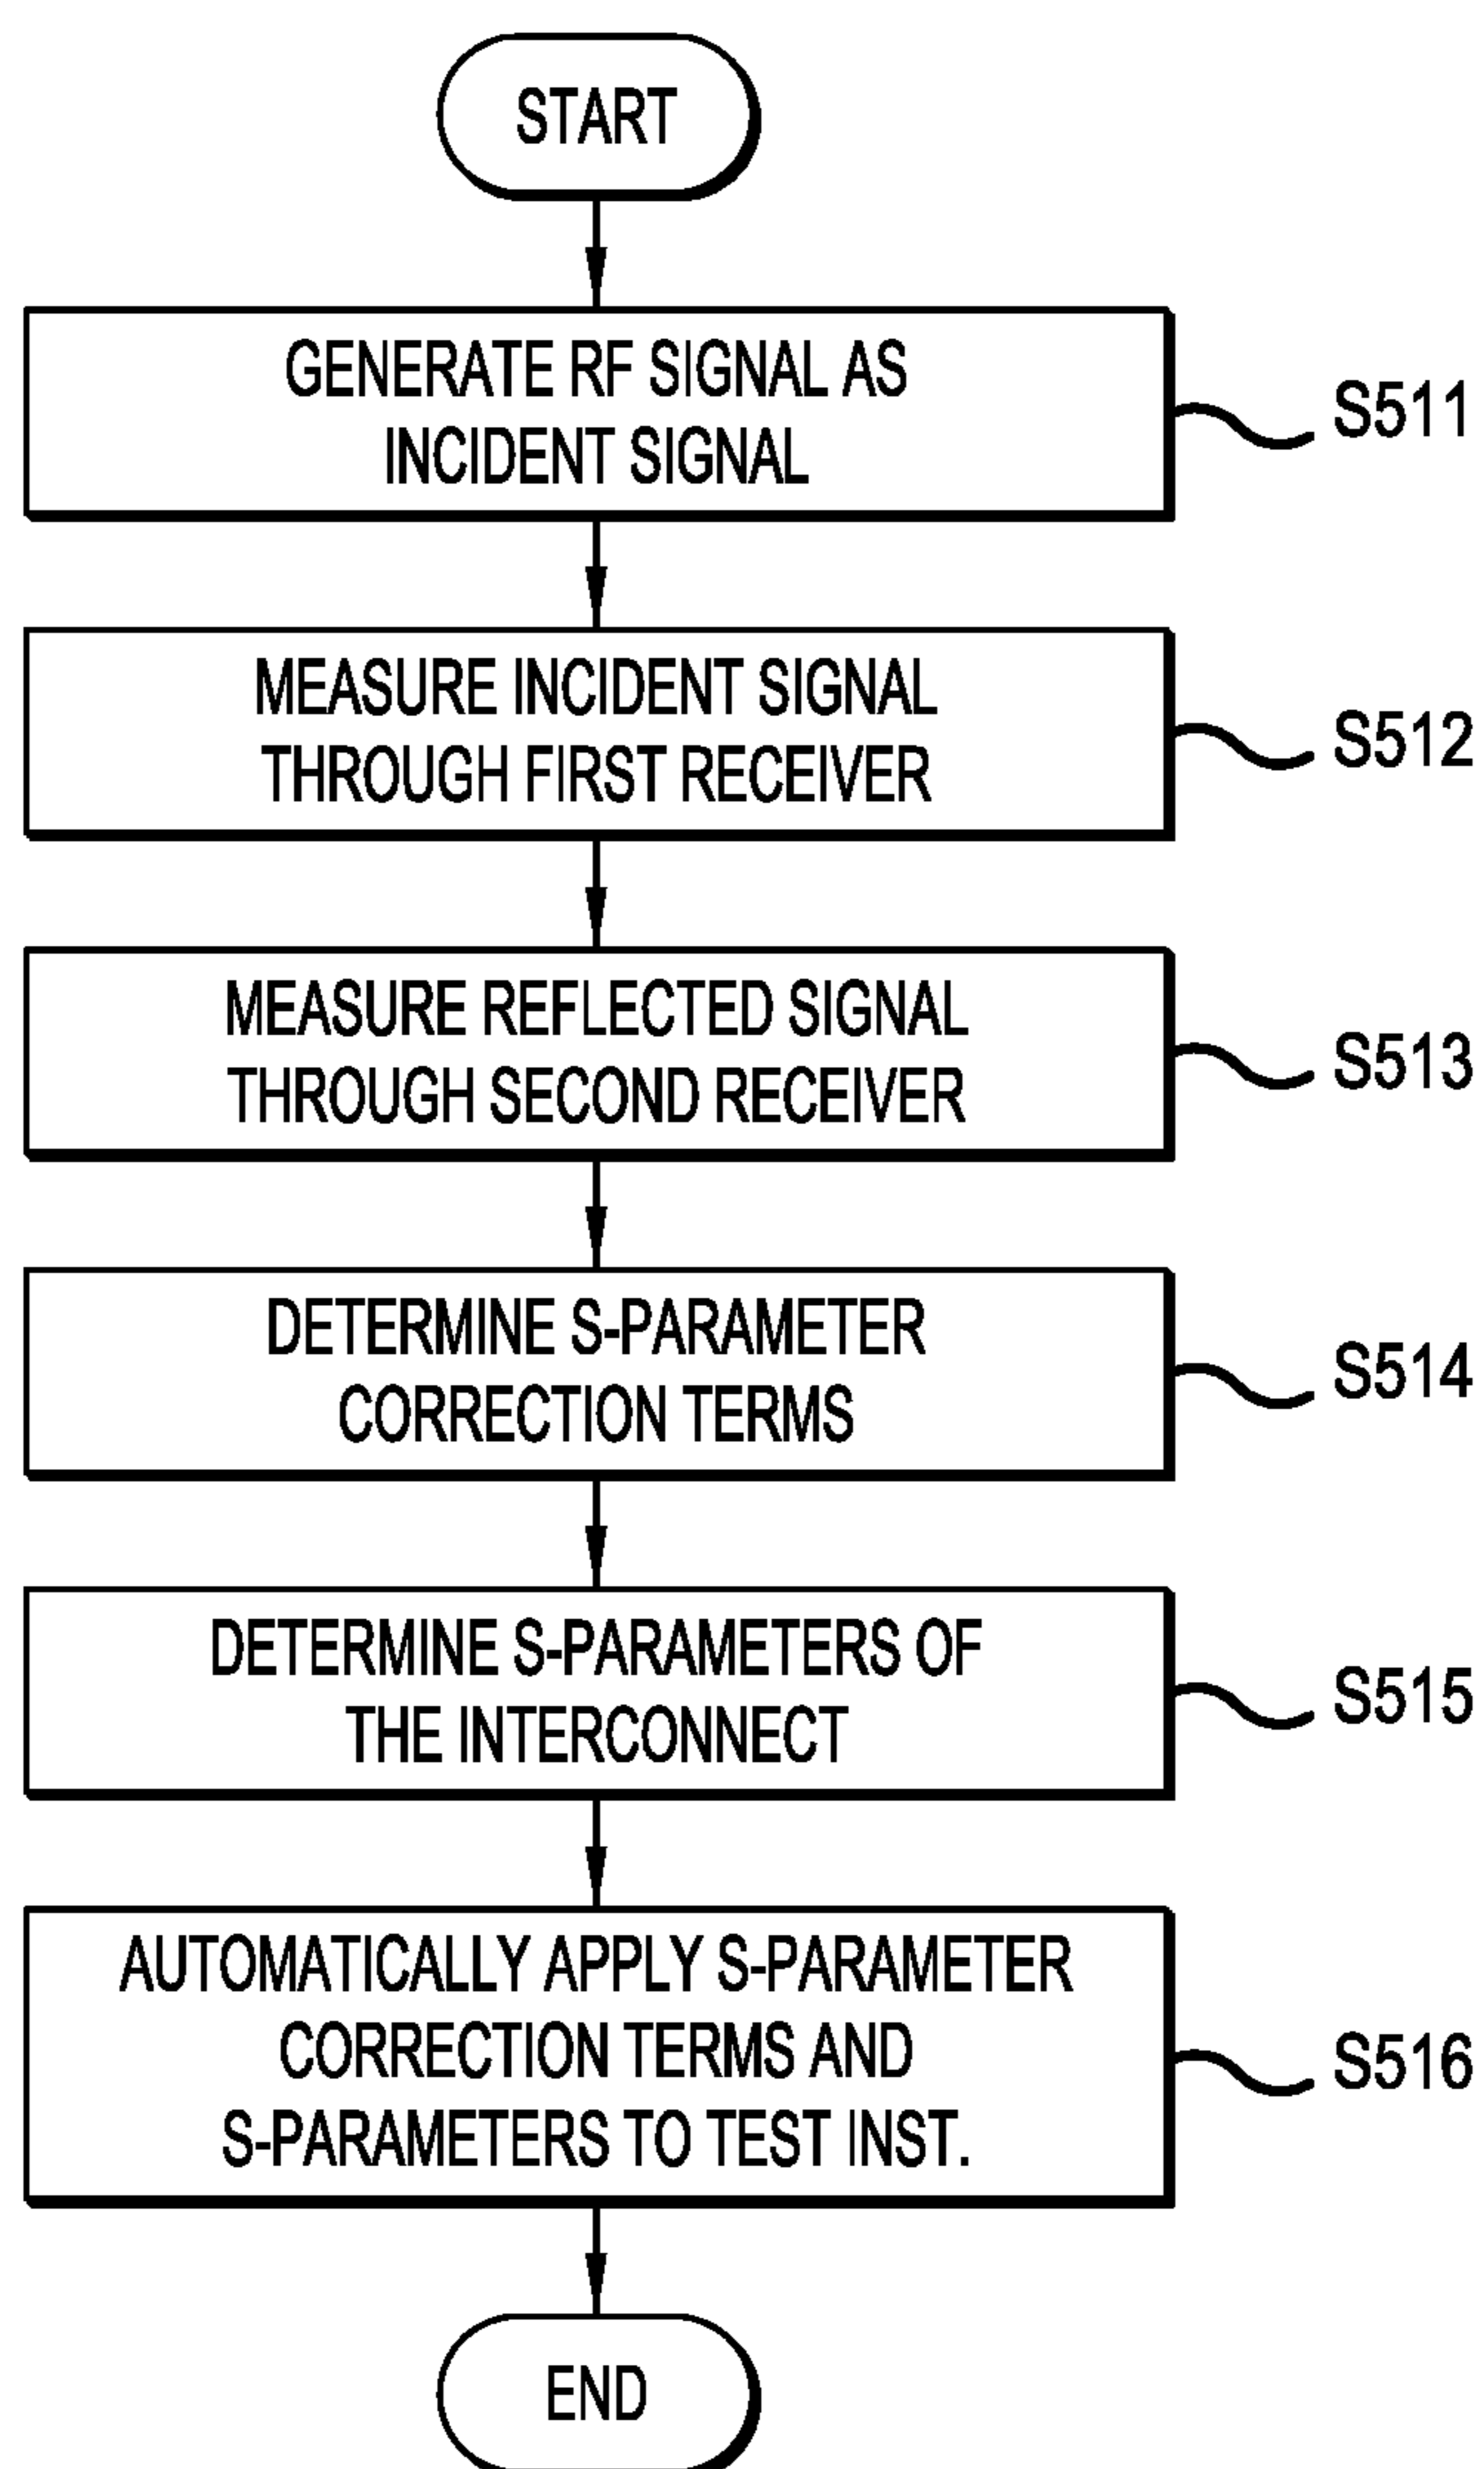 START
GENERATE RF SIGNAL AS
INCIDENT SIGNAL
S511
MEASURE INCIDENT SIGNAL
THROUGH FIRST RECEIVER
S512
MEASURE REFLECTED SIGNAL
THROUGH SECOND RECEIVER
S513
DETERMINE S-PARAMETER
CORRECTION TERMS
S514
DETERMINE S-PARAMETERS OF
THE INTERCONNECT
S515
AUTOMATICALLY APPLY S-PARAMETER
CORRECTION TERMS AND
S-PARAMETERS TO TEST INST.
S516
END